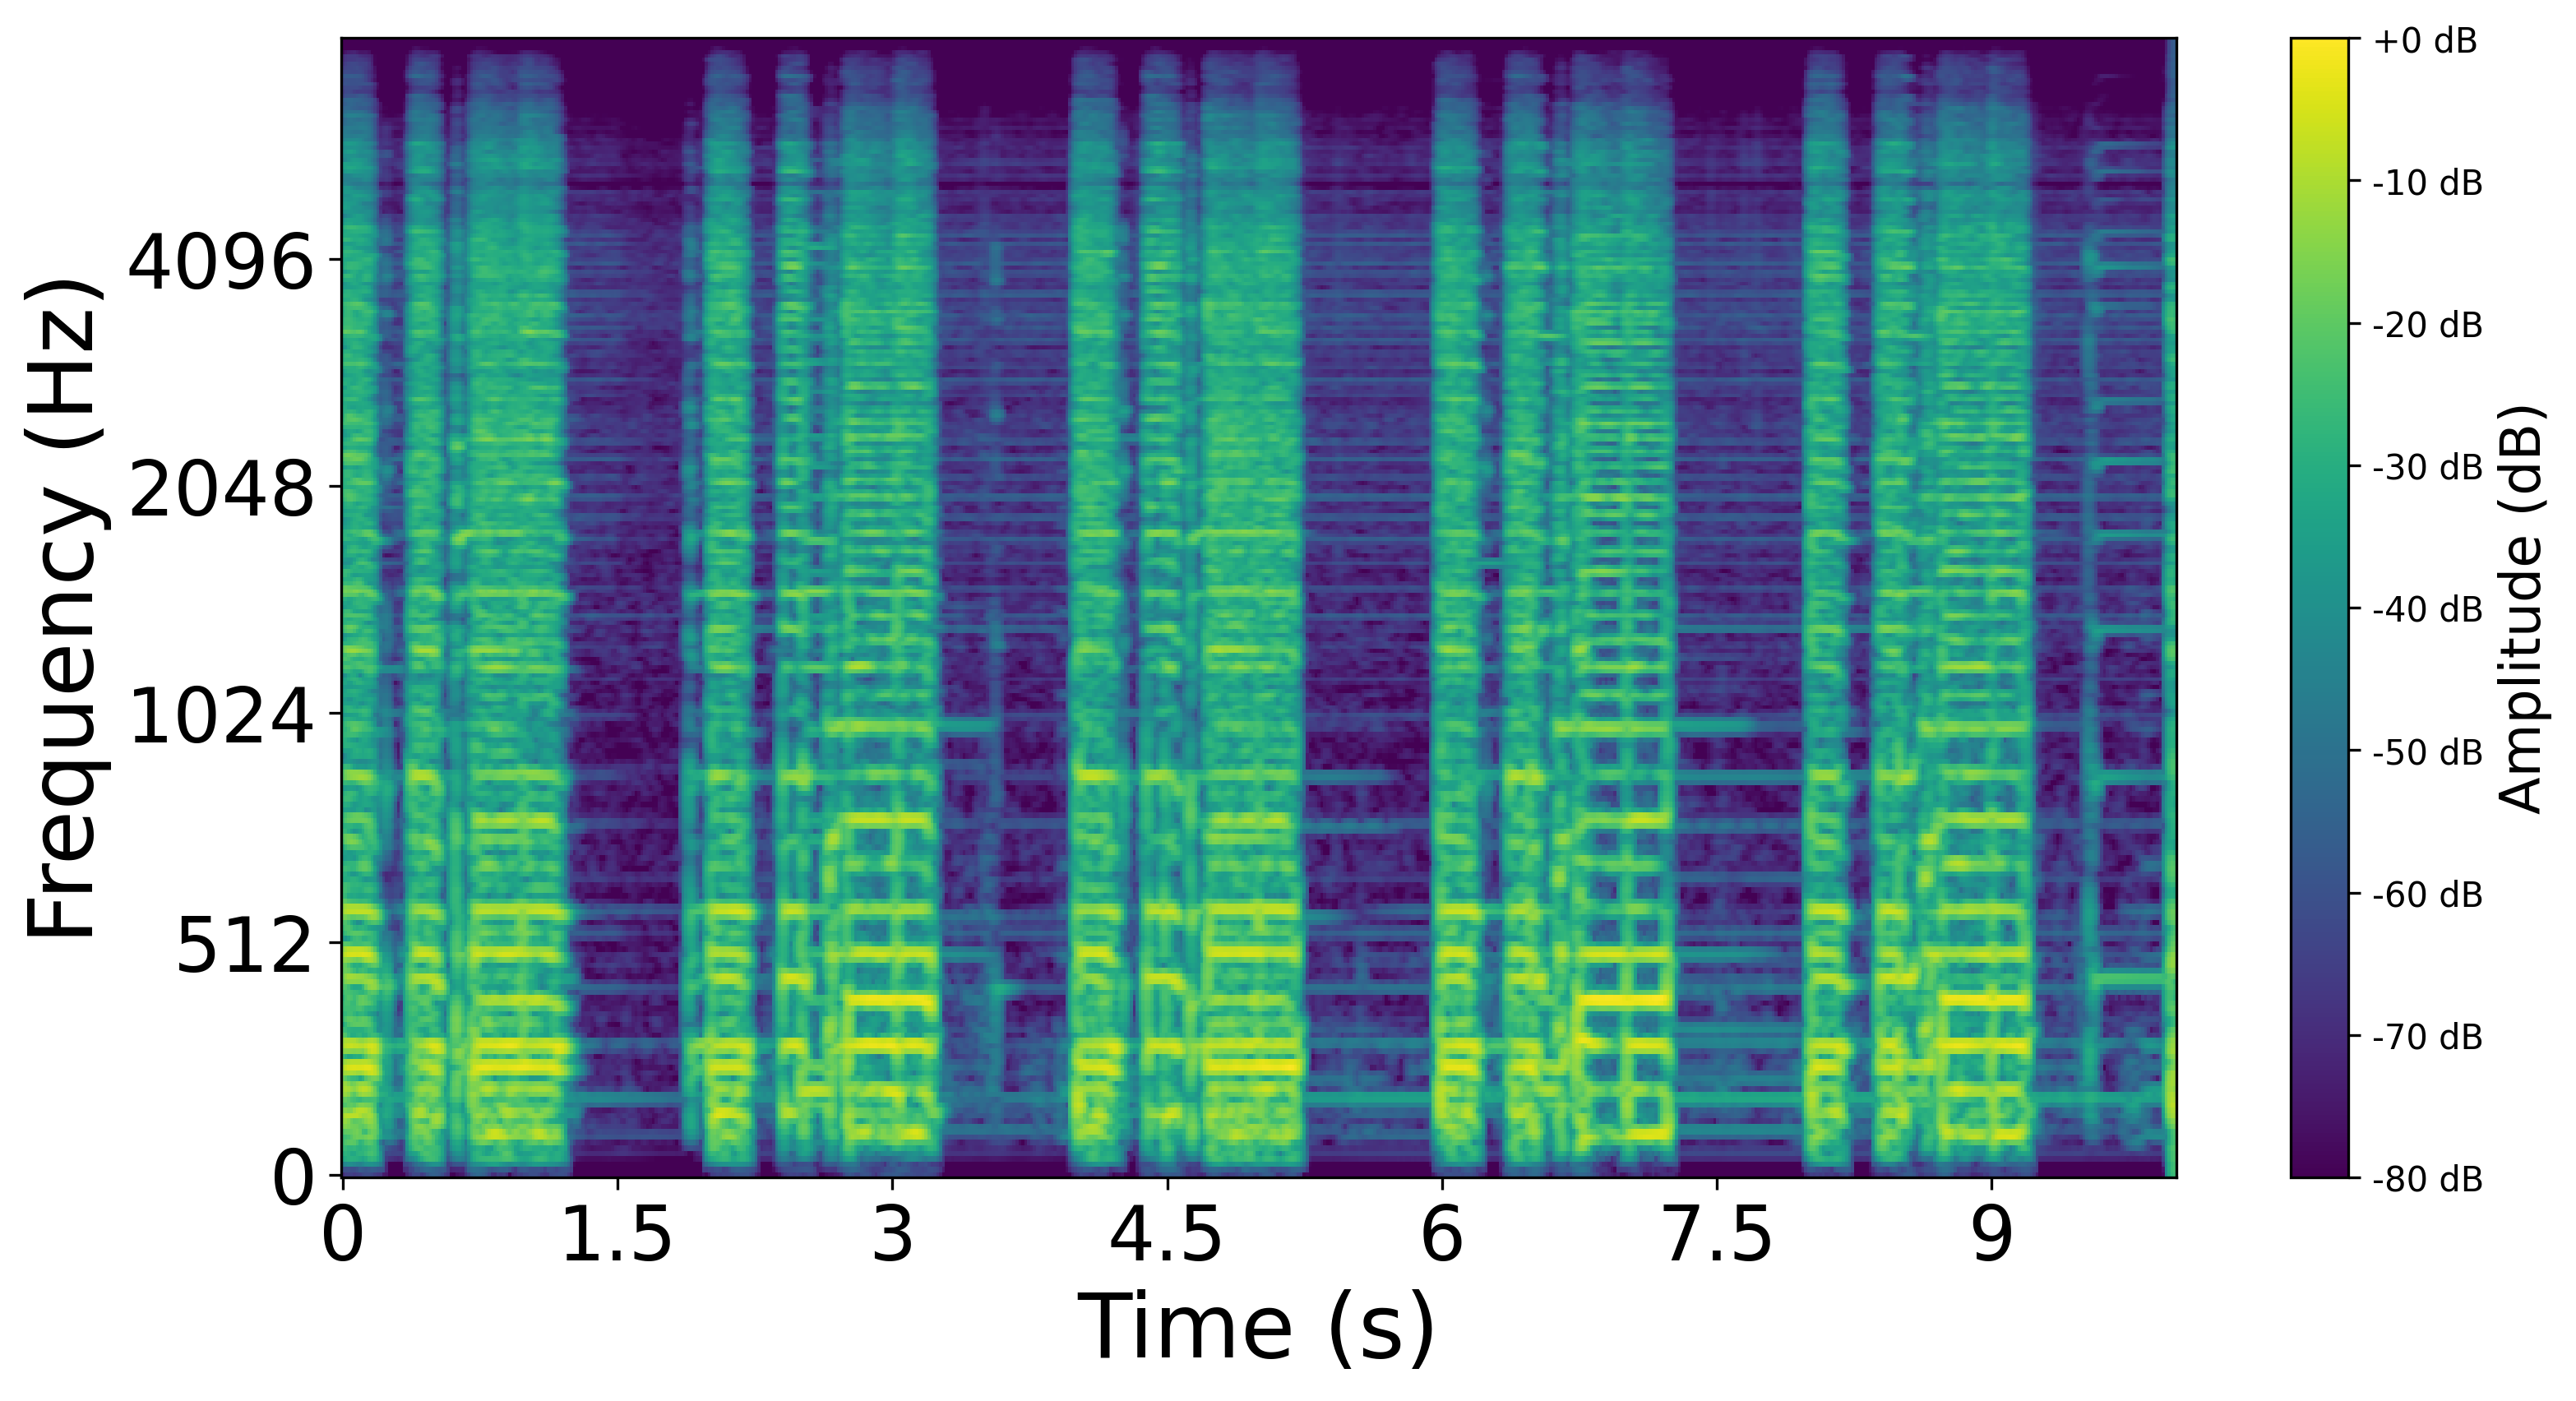 Frequency (Hz)
4096
2048
1024
512
0
0
1.5
3
4.5
6
7.5
9
Time (s)
+0 dB
-10 dB
-20 dB
-30 dB
-40 dB
-50 dB
-60 dB
-70 dB
-80 dB
Amplitude (dB)